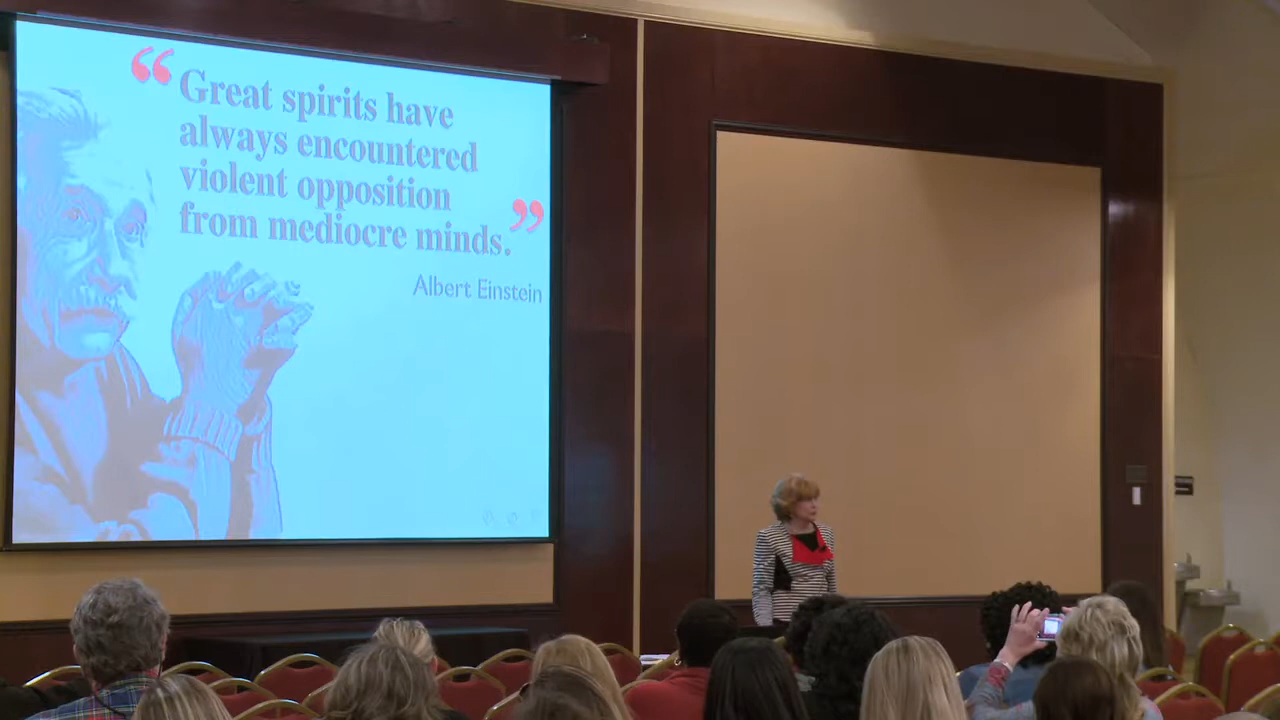 “Great spirits have
always encountered
violent opposition
from mediocre minds.”
Albert Einstein